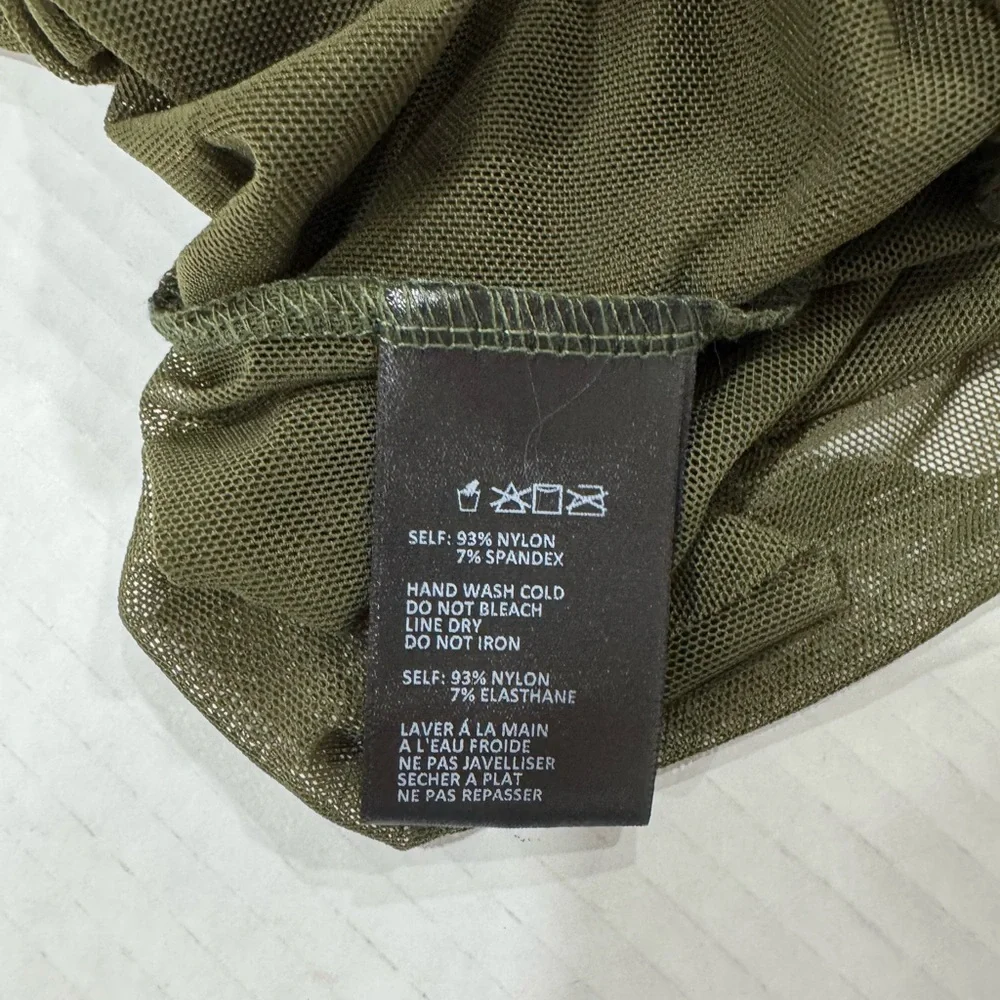 SELF: 93% NYLON
7% SPANDEX
HAND WASH COLD
DO NOT BLEACH
LINE DRY
DO NOT IRON
SELF: 93% NYLON
7% ELASTHANE
LAVER Á LA MAIN
A L'EAU FROIDE
NE PAS JAVELLISER
SECHER A PLAT
NE PAS REPASSER